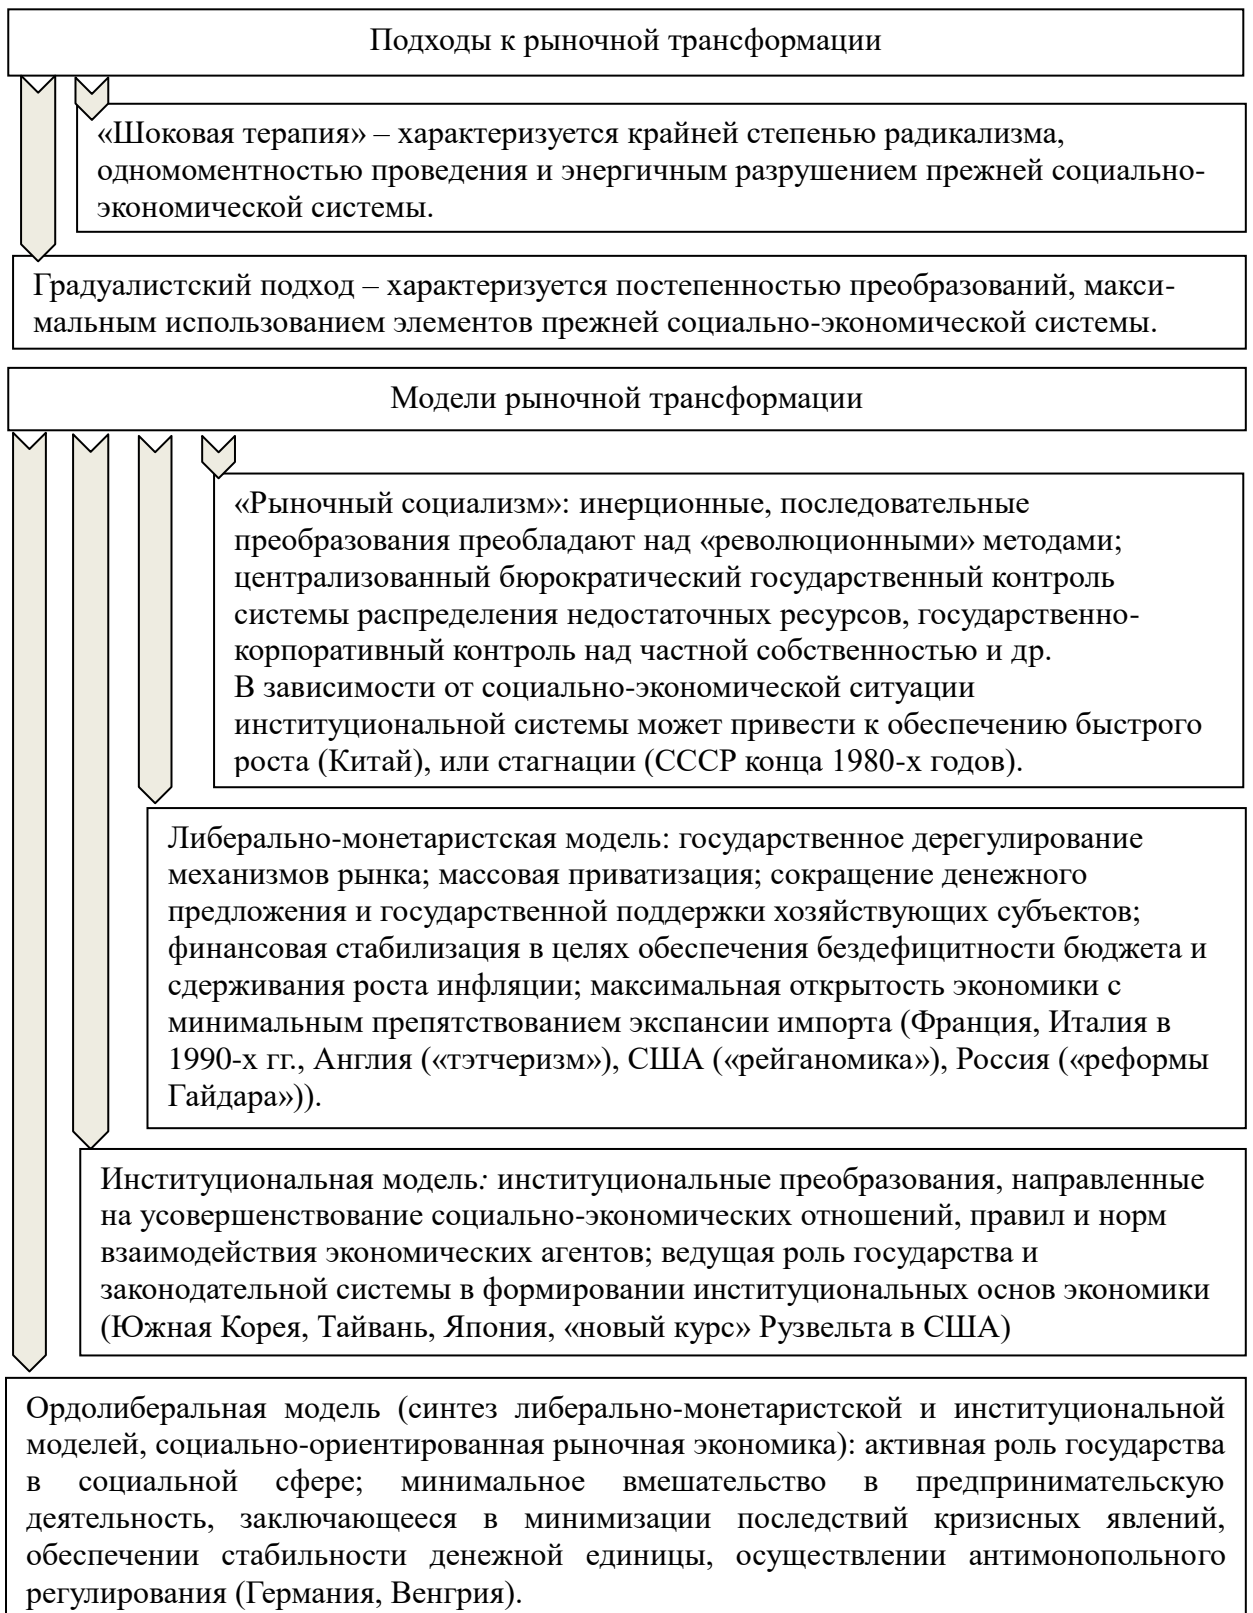 Подходы к рыночной трансформации
«Шоковая терапия» – характеризуется крайней степенью радикализма,
одномоментностью проведения и энергичным разрушением прежней социально-
экономической системы.
Градуалистский подход – характеризуется постепенностью преобразований, макси-
мальным использованием элементов прежней социально-экономической системы.
Модели рыночной трансформации
«Рыночный социализм»: инерционные, последовательные
преобразования преобладают над «революционными» методами;
централизованный бюрократический государственный контроль
системы распределения недостаточных ресурсов, государственно-
корпоративный контроль над частной собственностью и др.
В зависимости от социально-экономической ситуации
институциональной системы может привести к обеспечению быстрого
роста (Китай), или стагнации (СССР конца 1980-х годов).
Либерально-монетаристская модель: государственное дерегулирование
механизмов рынка; массовая приватизация; сокращение денежного
предложения и государственной поддержки хозяйствующих субъектов;
финансовая стабилизация в целях обеспечения бездефицитности бюджета и
сдерживания роста инфляции; максимальная открытость экономики с
минимальным препятствованием экспансии импорта (Франция, Италия в
1990-х гг., Англия («тэтчеризм»), США («рейганомика»), Россия («реформы
Гайдара»)).
Институциональная модель: институциональные преобразования, направленные
на усовершенствование социально-экономических отношений, правил и норм
взаимодействия экономических агентов; ведущая роль государства и
законодательной системы в формировании институциональных основ экономики
(Южная Корея, Тайвань, Япония, «новый курс» Рузвельта в США)
Ордолиберальная модель (синтез либерально-монетаристской и институциональной
моделей, социально-ориентированная рыночная экономика): активная роль государства
в социальной сфере; минимальное вмешательство в предпринимательскую
деятельность, заключающееся в минимизации последствий кризисных явлений,
обеспечении стабильности денежной единицы, осуществлении антимонопольного
регулирования (Германия, Венгрия).